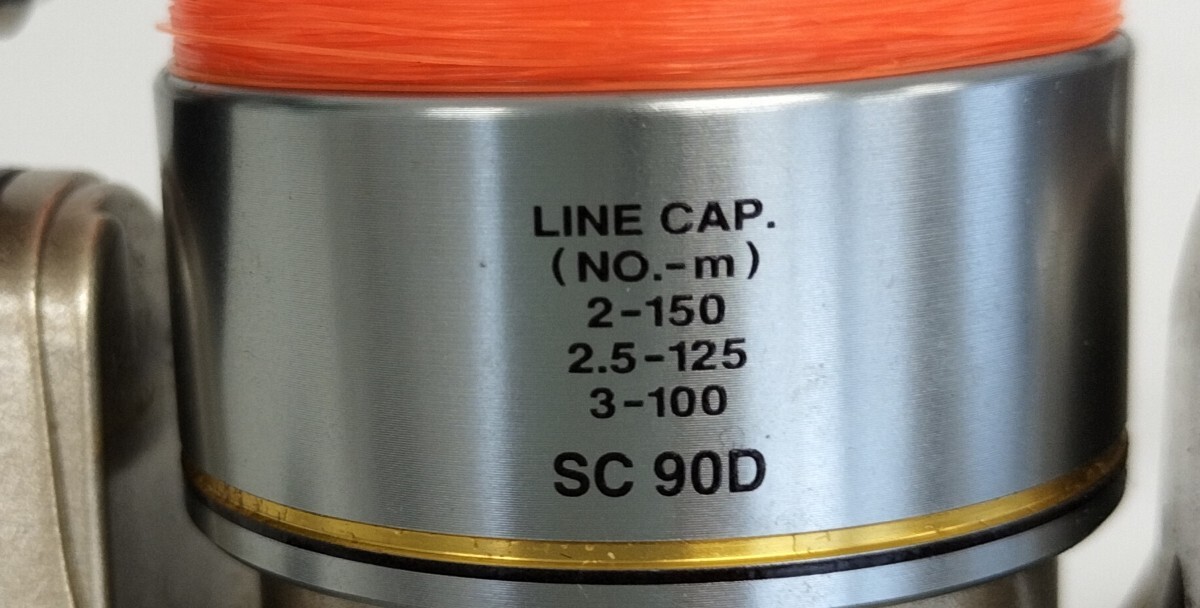 LINE CAP.
(NO.-m)
2-150
2.5-125
3-100
SC 90D